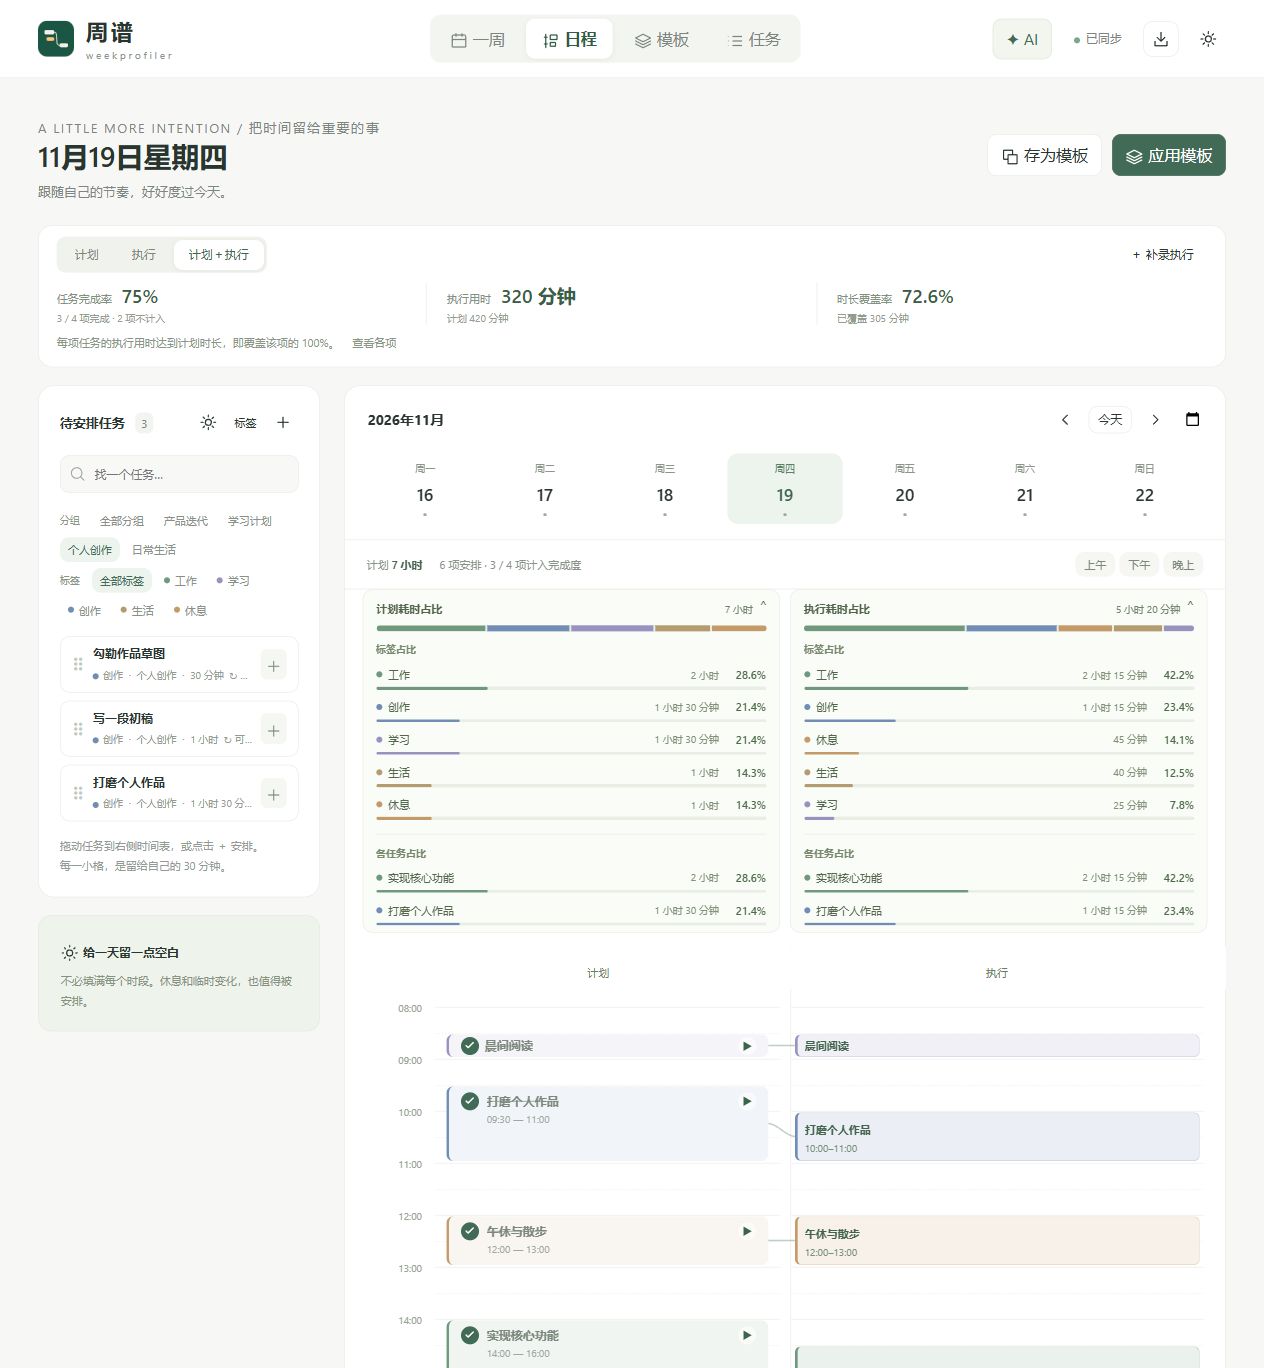 周谱
weekprofiler
一周
日程
模板
任务
AI
已同步
A LITTLE MORE INTENTION / 把时间留给重要的事
11月19日星期四
跟随自己的节奏，好好度过今天。
存为模板
应用模板
计划
执行
计划 + 执行
+ 补录执行
任务完成率 75%
3 / 4 项完成 · 2 项不计入
执行用时 320 分钟
计划 420 分钟
时长覆盖率 72.6%
已覆盖 305 分钟
每项任务的执行用时达到计划时长，即覆盖该项的 100%。 查看各项
待安排任务 3
标签
找一个任务...
分组 全部分组 产品迭代 学习计划
个人创作 日常生活
标签 全部标签 工作 学习
创作 生活 休息
勾勒作品草图
创作 · 个人创作 · 30 分钟 ↻ ...
写一段初稿
创作 · 个人创作 · 1 小时 ↻ 可...
打磨个人作品
创作 · 个人创作 · 1 小时 30 分...
拖动任务到右侧时间表，或点击 + 安排。
每一小格，是留给自己的 30 分钟。
给一天留一点空白
不必填满每个时段。休息和临时变化，也值得被
安排。
2026年11月
今天
周一 周二 周三 周四 周五 周六 周日
16 17 18 19 20 21 22
计划 7 小时 6 项安排 · 3 / 4 项计入完成度
上午 下午 晚上
计划耗时占比 7 小时
标签占比
工作 2 小时 28.6%
创作 1 小时 30 分钟 21.4%
学习 1 小时 30 分钟 21.4%
生活 1 小时 14.3%
休息 1 小时 14.3%
各任务占比
实现核心功能 2 小时 28.6%
打磨个人作品 1 小时 30 分钟 21.4%
执行耗时占比 5 小时 20 分钟
标签占比
工作 2 小时 15 分钟 42.2%
创作 1 小时 15 分钟 23.4%
休息 45 分钟 14.1%
生活 40 分钟 12.5%
学习 25 分钟 7.8%
各任务占比
实现核心功能 2 小时 15 分钟 42.2%
打磨个人作品 1 小时 15 分钟 23.4%
计划 执行
08:00
晨间阅读
晨间阅读
09:00
打磨个人作品
09:30 — 11:00
10:00
打磨个人作品
10:00–11:00
11:00
12:00
午休与散步
12:00 — 13:00
午休与散步
12:00–13:00
13:00
14:00
实现核心功能
14:00 — 16:00